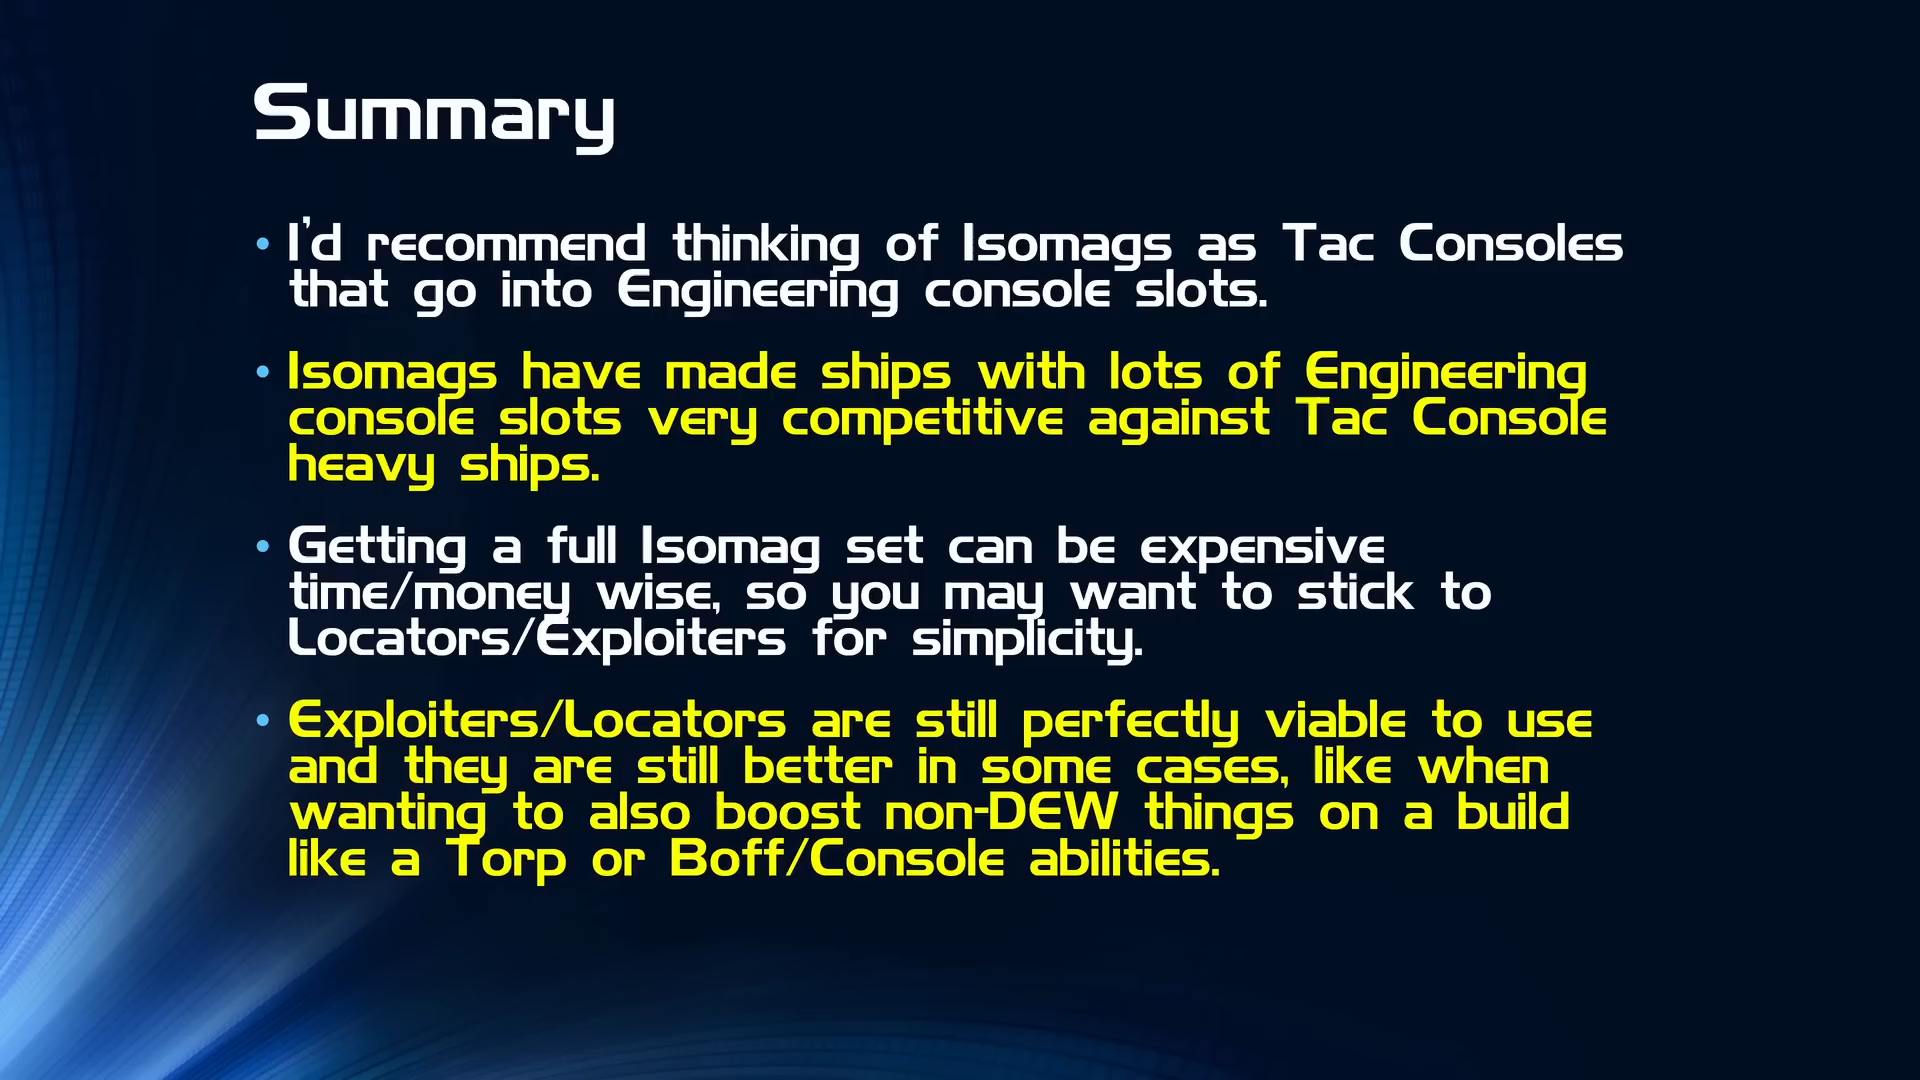 Summary
• I'd recommend thinking of Isomags as Tac Consoles
that go into Engineering console slots.
• Isomags have made ships with lots of Engineering
console slots very competitive against Tac Console
heavy ships.
• Getting a full Isomag set can be expensive
time/money wise, so you may want to stick to
Locators/Exploiters for simplicity.
• Exploiters/Locators are still perfectly viable to use
and they are still better in some cases, like when
wanting to also boost non-DEW things on a build
like a Torp or Boff/Console abilities.